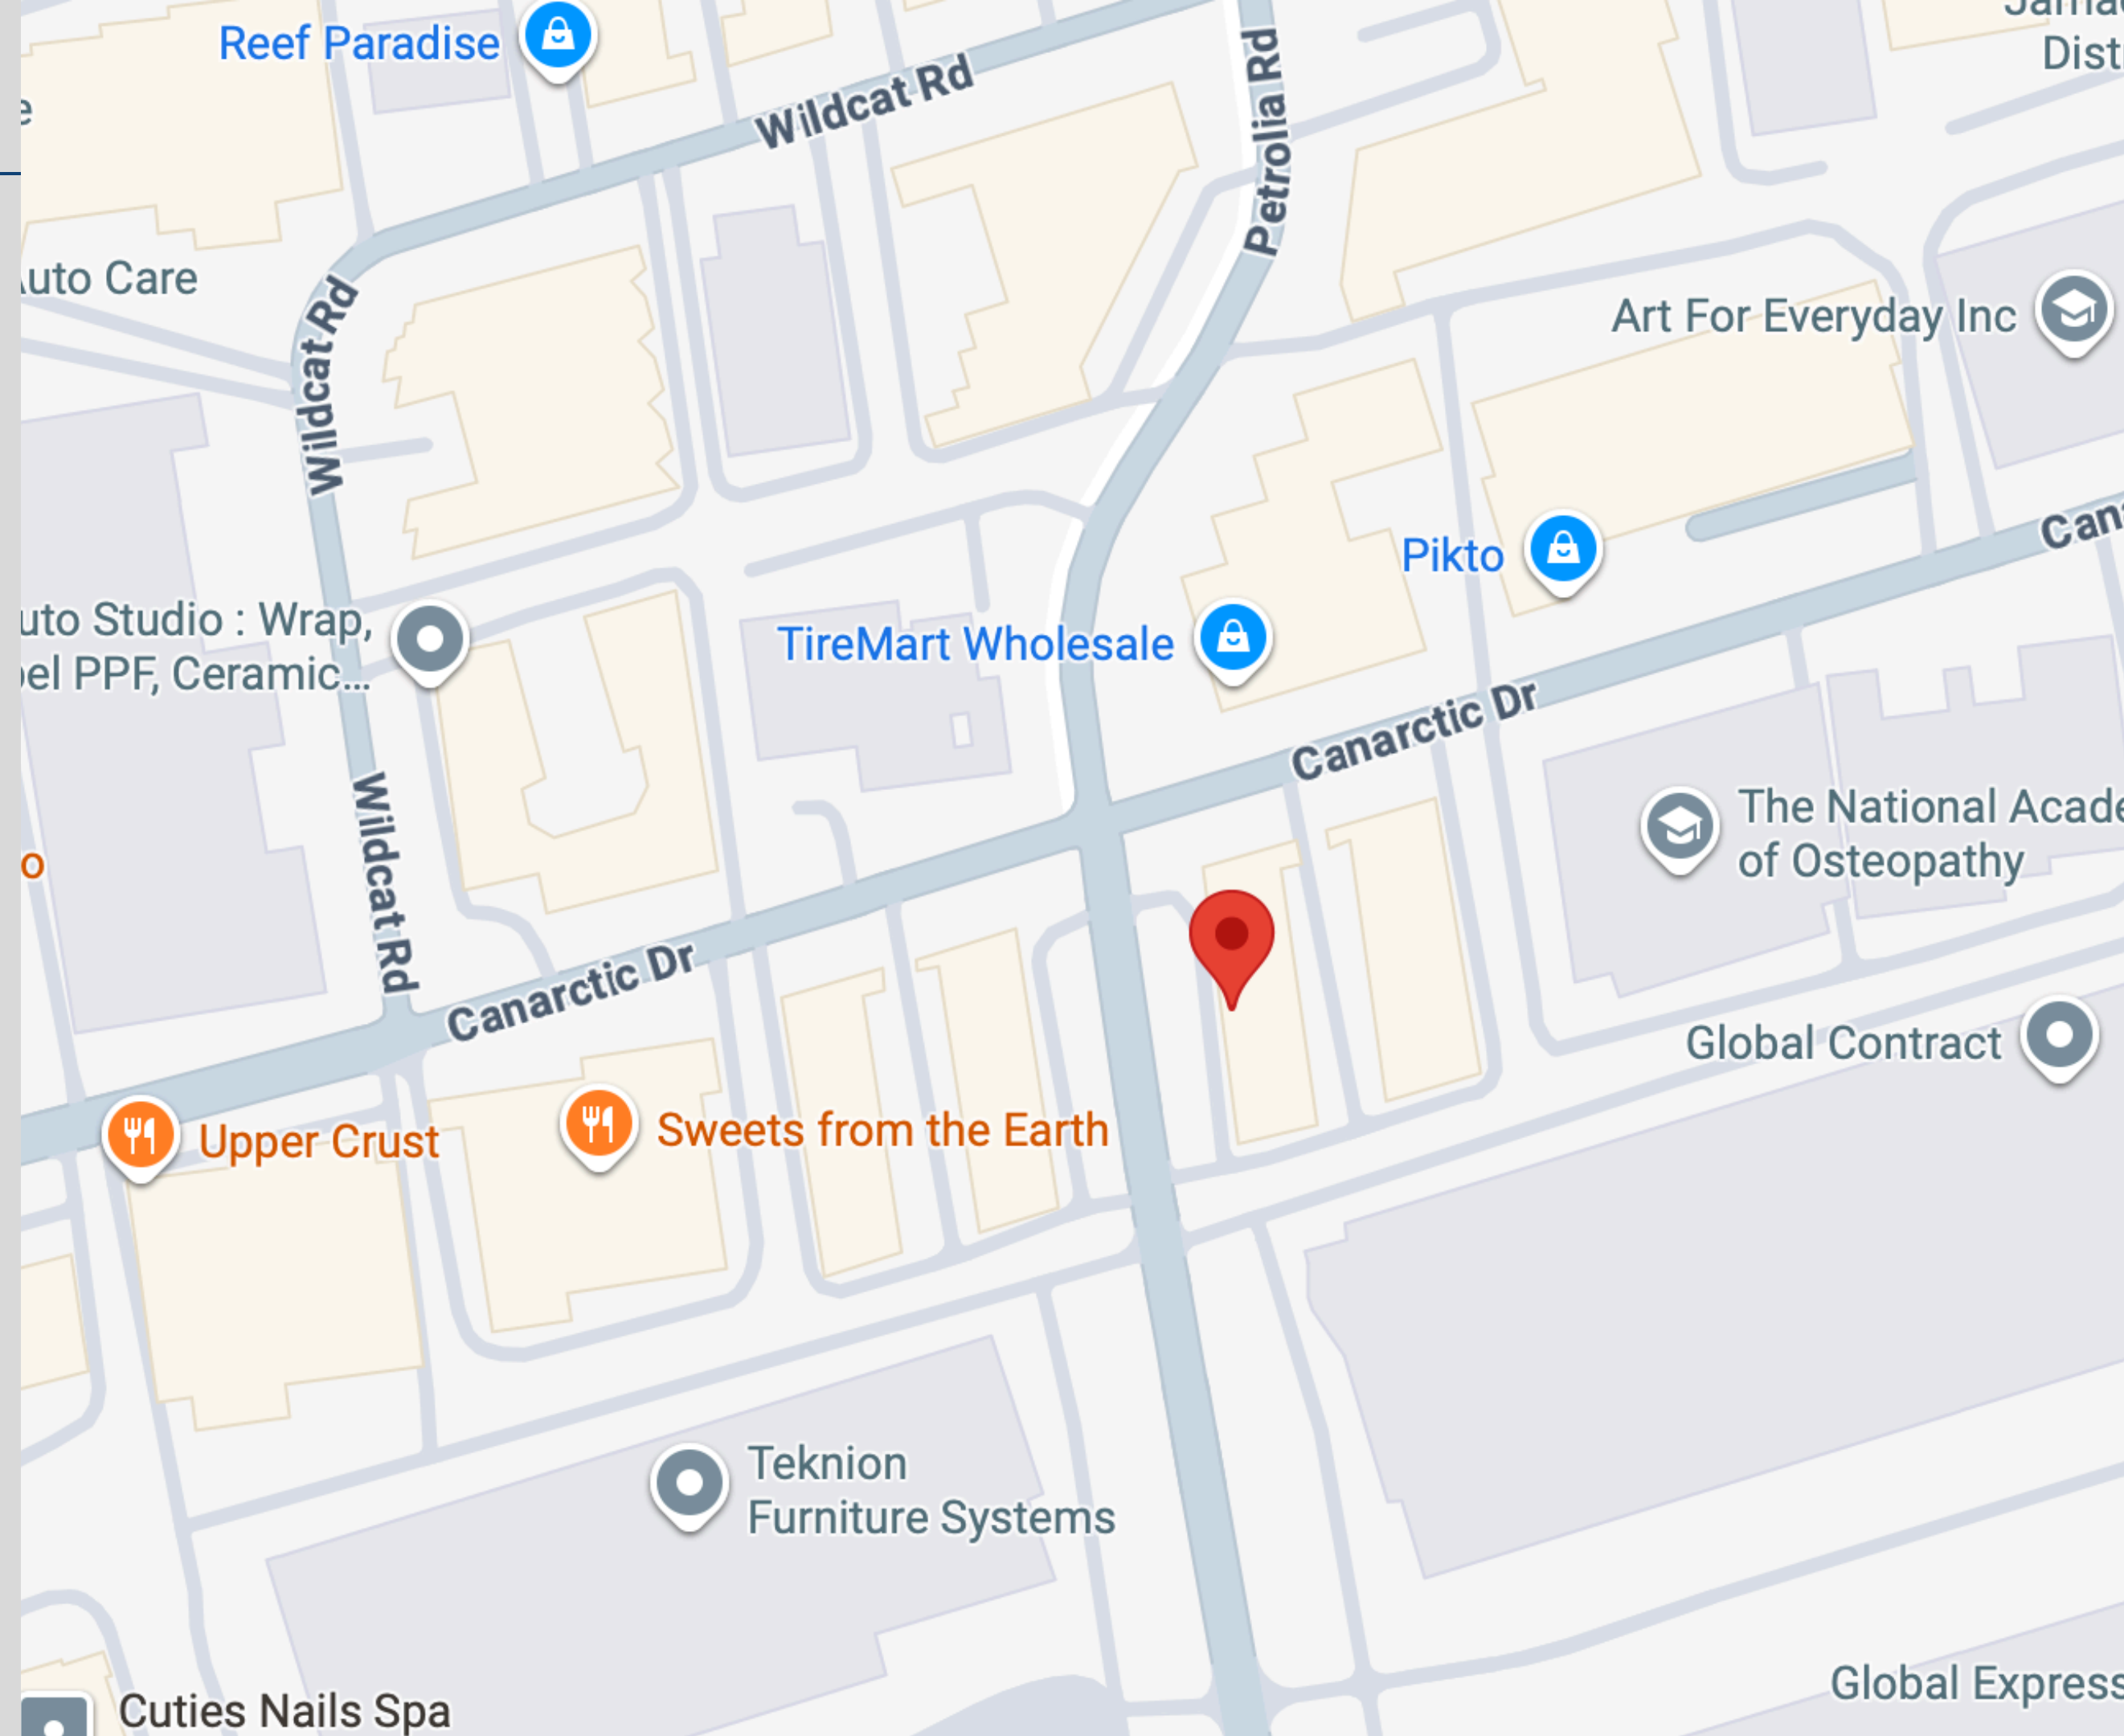 Reef Paradise
Wildcat Rd
Petrolia Rd
Dist
Auto Care
Wildcat Rd
Art For Everyday Inc
Pikto
uto Studio : Wrap,
el PPF, Ceramic...
TireMart Wholesale
Canarctic Dr
Wildcat Rd
The National Acade
of Osteopathy
Canarctic Dr
Global Contract
Upper Crust
Sweets from the Earth
Teknion
Furniture Systems
Global Express
Cuties Nails Spa